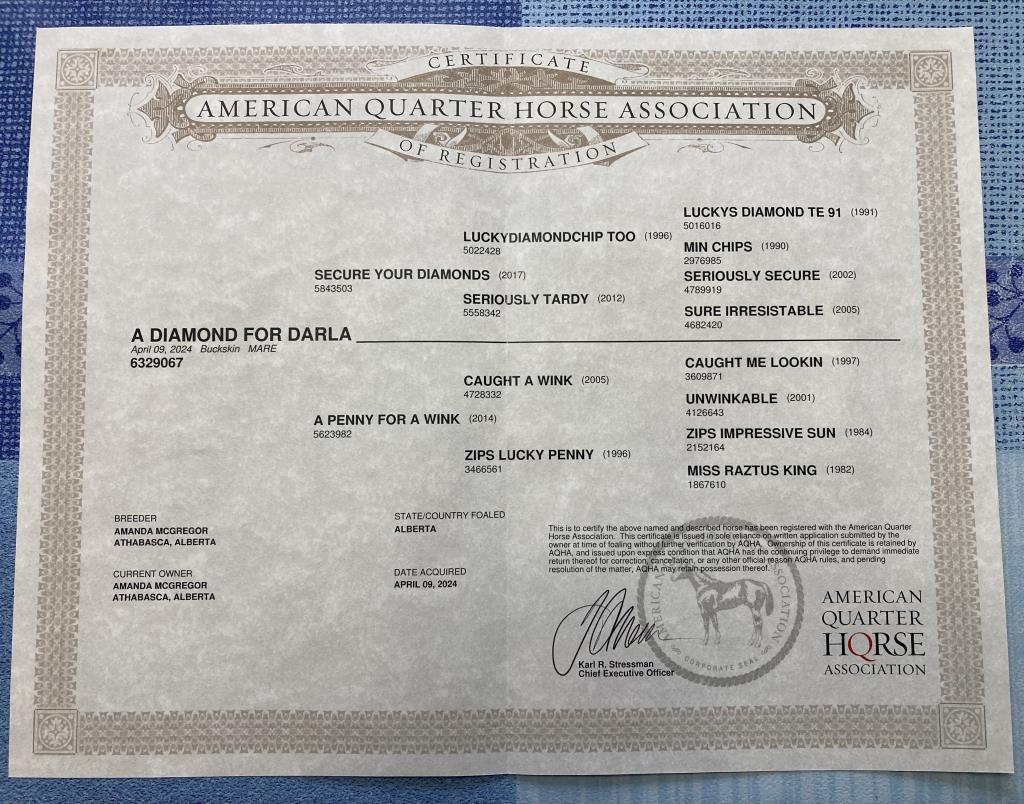 CERTIFICATE
AMERICAN QUARTER HORSE ASSOCIATION
OF REGISTRATION
LUCKYS DIAMOND TE 91 (1991)
5016016
LUCKYDIAMONDCHIP TOO (1996)
5022428
MIN CHIPS (1990)
2976985
SECURE YOUR DIAMONDS (2017)
5843503
SERIOUSLY SECURE (2002)
4789919
SERIOUSLY TARDY (2012)
5558342
SURE IRRESISTABLE (2005)
4682420
A DIAMOND FOR DARLA
April 09, 2024 Buckskin MARE
6329067
CAUGHT ME LOOKIN (1997)
3609871
CAUGHT A WINK (2005)
4728332
UNWINKABLE (2001)
4126643
A PENNY FOR A WINK (2014)
5623982
ZIPS IMPRESSIVE SUN (1984)
2152164
ZIPS LUCKY PENNY (1996)
3466561
MISS RAZTUS KING (1982)
1867610
BREEDER
AMANDA MCGREGOR
ATHABASCA, ALBERTA
STATE/COUNTRY FOALED
ALBERTA
CURRENT OWNER
AMANDA MCGREGOR
ATHABASCA, ALBERTA
DATE ACQUIRED
APRIL 09, 2024
This is to certify the above named and described horse has been registered with the American Quarter
Horse Association. This certificate is issued in sole reliance on written application submitted by the
owner at time of foaling without further verification by AQHA. Ownership of this certificate is retained by
AQHA, and issued upon express condition that AQHA has the continuing privilege to demand immediate
return thereof for correction, cancellation, or any other official reason AQHA rules, and pending
resolution of the matter, AQHA may retain possession thereof.
Karl R. Stressman
Chief Executive Officer
AMERICAN ASSOCIATION
CORPORATE SEAL
AMERICAN
QUARTER
HORSE
ASSOCIATION